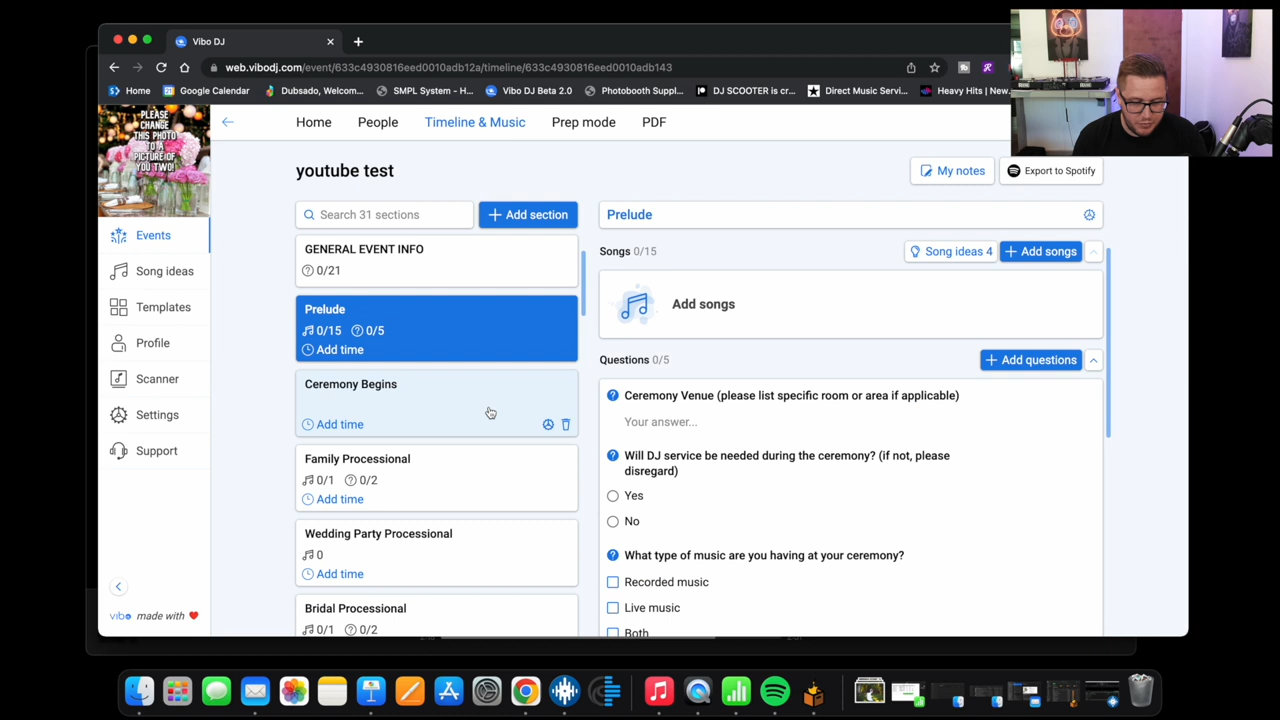 Vibo DJ
web.vibodj.com/event/633c4930816eed0010adb12a/timeline/633c4930816eed0010adb143
Home
Google Calendar
Dubsado, Welcom...
SMPL System - H...
Vibo DJ Beta 2.0
Photobooth Suppl...
DJ SCOOTER is cr...
Direct Music Servi...
Heavy Hits | New...
PLEASE
CHANGE
THIS PHOTO
TO A
PICTURE OF
YOU TWO!
Home
People
Timeline & Music
Prep mode
PDF
youtube test
My notes
Export to Spotify
Events
Song ideas
Templates
Profile
Scanner
Settings
Support
vibo made with
Search 31 sections
+ Add section
GENERAL EVENT INFO
0/21
Prelude
0/15 0/5
Add time
Ceremony Begins
Add time
Family Processional
0/1 0/2
Add time
Wedding Party Processional
0
Add time
Bridal Processional
0/1 0/2
Prelude
Songs 0/15
Song ideas 4
+ Add songs
Add songs
Questions 0/5
+ Add questions
Ceremony Venue (please list specific room or area if applicable)
Your answer...
Will DJ service be needed during the ceremony? (if not, please
disregard)
Yes
No
What type of music are you having at your ceremony?
Recorded music
Live music
Both